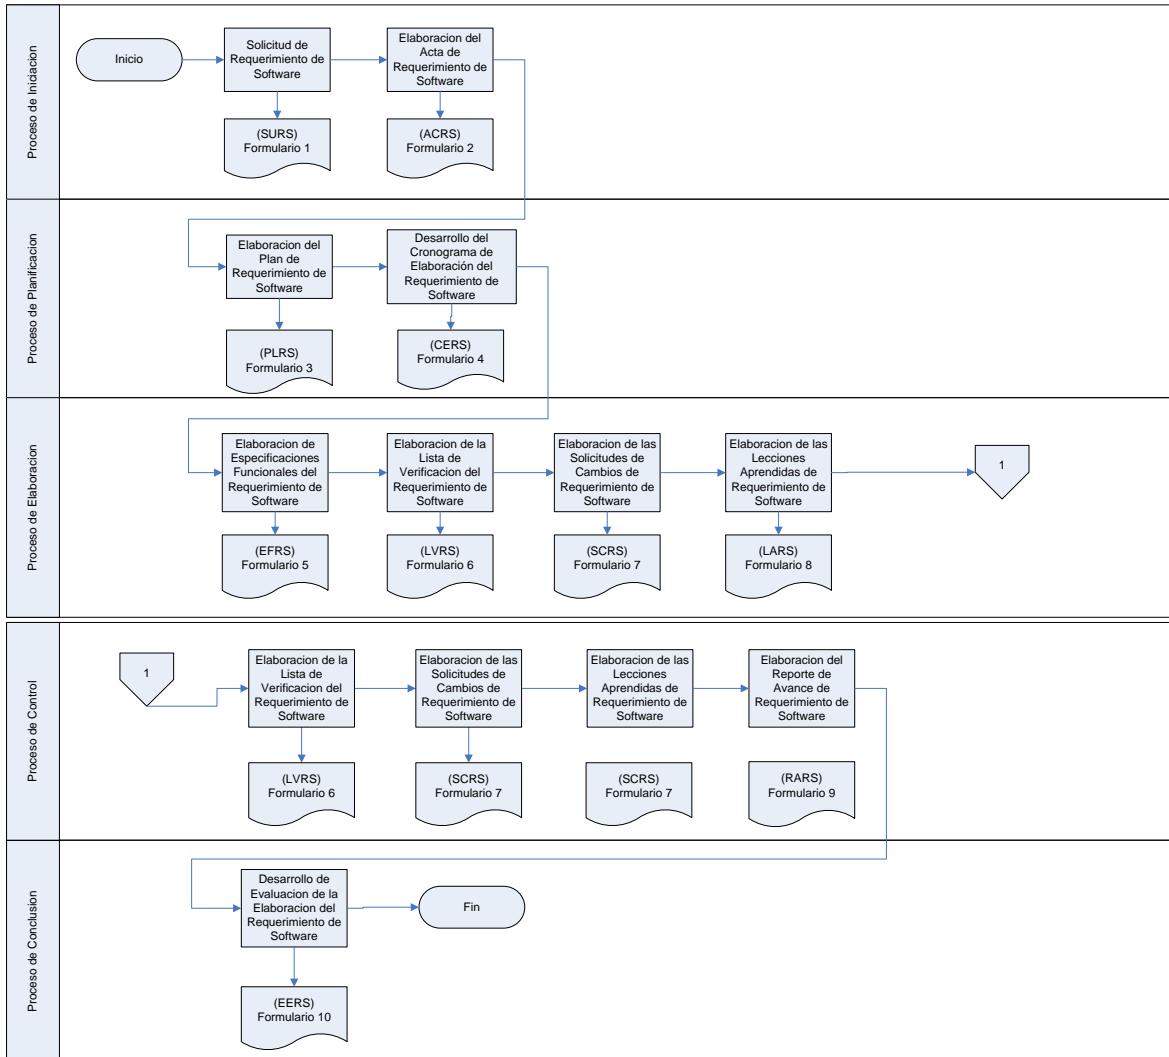 Proceso de Iniciacion
Inicio
Solicitud de
Requerimiento de
Software
Elaboracion del
Acta de
Requerimiento de
Software
(SURS)
Formulario 1
(ACRS)
Formulario 2
Proceso de Planificacion
Elaboracion del
Plan de
Requerimiento de
Software
Desarrollo del
Cronograma de
Elaboración del
Requerimiento de
Software
(PLRS)
Formulario 3
(CERS)
Formulario 4
Proceso de Elaboracion
Elaboracion de
Especificaciones
Funcionales del
Requerimiento de
Software
Elaboracion de la
Lista de
Verificacion del
Requerimiento de
Software
Elaboracion de las
Solicitudes de
Cambios de
Requerimiento de
Software
Elaboracion de las
Lecciones
Aprendidas de
Requerimiento de
Software
1
(EFRS)
Formulario 5
(LVRS)
Formulario 6
(SCRS)
Formulario 7
(LARS)
Formulario 8
Proceso de Control
1
Elaboracion de la
Lista de
Verificacion del
Requerimiento de
Software
Elaboracion de las
Solicitudes de
Cambios de
Requerimiento de
Software
Elaboracion de las
Lecciones
Aprendidas de
Requerimiento de
Software
Elaboracion del
Reporte de
Avance de
Requerimiento de
Software
(LVRS)
Formulario 6
(SCRS)
Formulario 7
(SCRS)
Formulario 7
(RARS)
Formulario 9
Proceso de Conclusion
Desarrollo de
Evaluacion de la
Elaboracion del
Requerimiento de
Software
Fin
(EERS)
Formulario 10